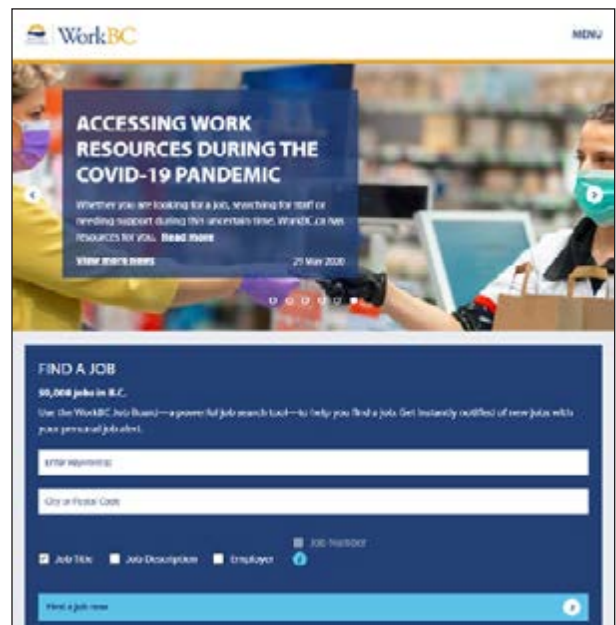 WorkBC
MENU
ACCESSING WORK
RESOURCES DURING THE
COVID-19 PANDEMIC
Whether you are looking for a job, searching for staff or
needing support during this uncertain time, WorkBC.ca has
resources for you. Read more
View more news 29 May 2020
FIND A JOB
jobs in B.C.
Use the WorkBC Job Board—a powerful job search tool—to help you find a job. Get instantly notified of new jobs with
your personal job alert.
Enter
City or Postal Code
Job Number
Job Title Job Description Employer
Find a job now